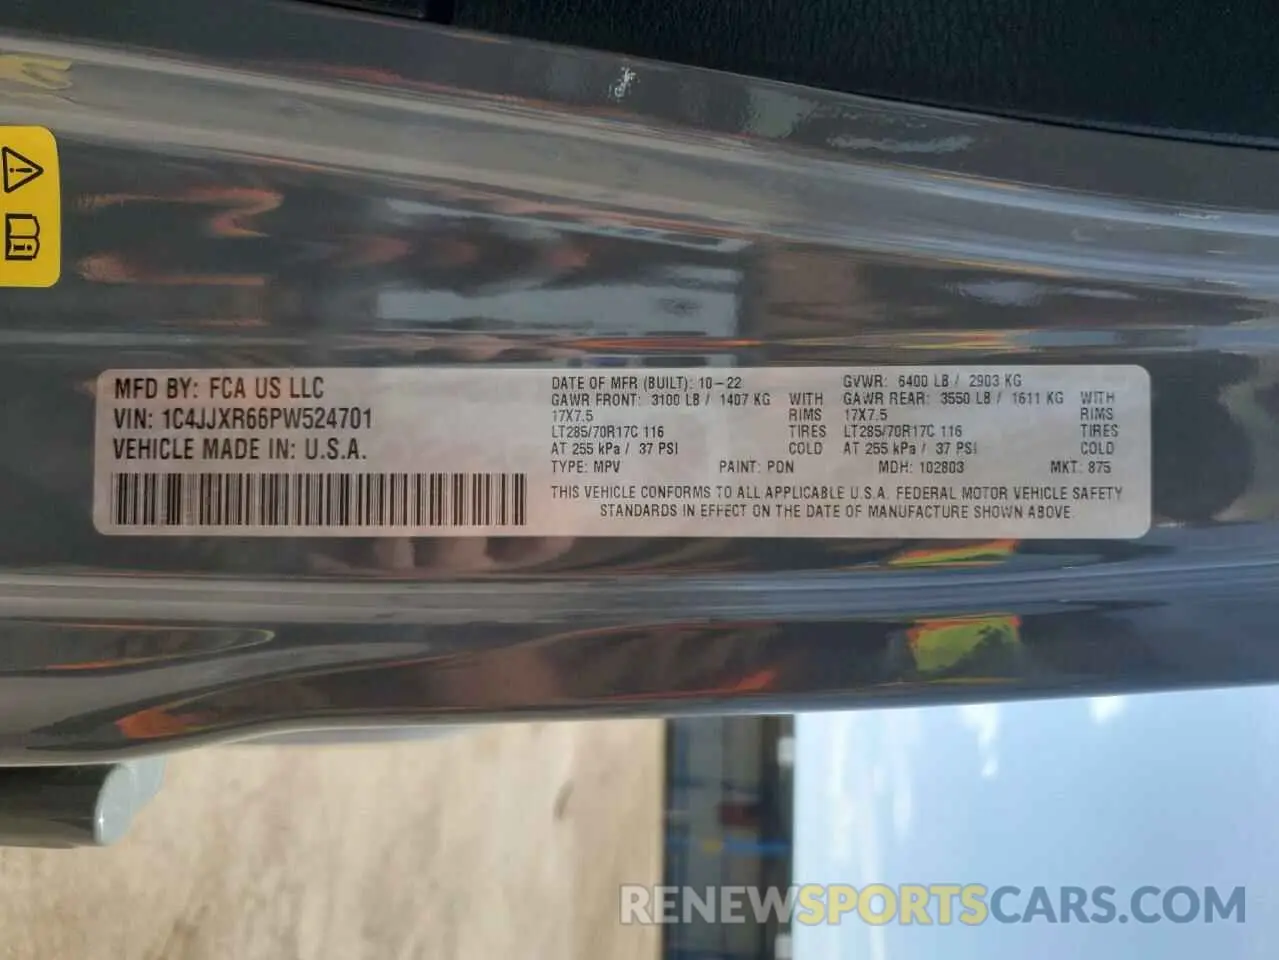 MFD BY: FCA US LLC
VIN: 1C4JJXR66PW524701
VEHICLE MADE IN: U.S.A.
DATE OF MFR (BUILT): 10-22 GVWR: 6400 LB / 2903 KG
GAWR FRONT: 3100 LB / 1407 KG WITH GAWR REAR: 3550 LB / 1611 KG WITH
17X7.5 RIMS 17X7.5 RIMS
LT285/70R17C 116 TIRES LT285/70R17C 116 TIRES
AT 255 kPa / 37 PSI COLD AT 255 kPa / 37 PSI COLD
TYPE: MPV PAINT: PDN MDH: 102803 MKT: 875
THIS VEHICLE CONFORMS TO ALL APPLICABLE U.S.A. FEDERAL MOTOR VEHICLE SAFETY
STANDARDS IN EFFECT ON THE DATE OF MANUFACTURE SHOWN ABOVE.
RENEWSPORTSCARS.COM